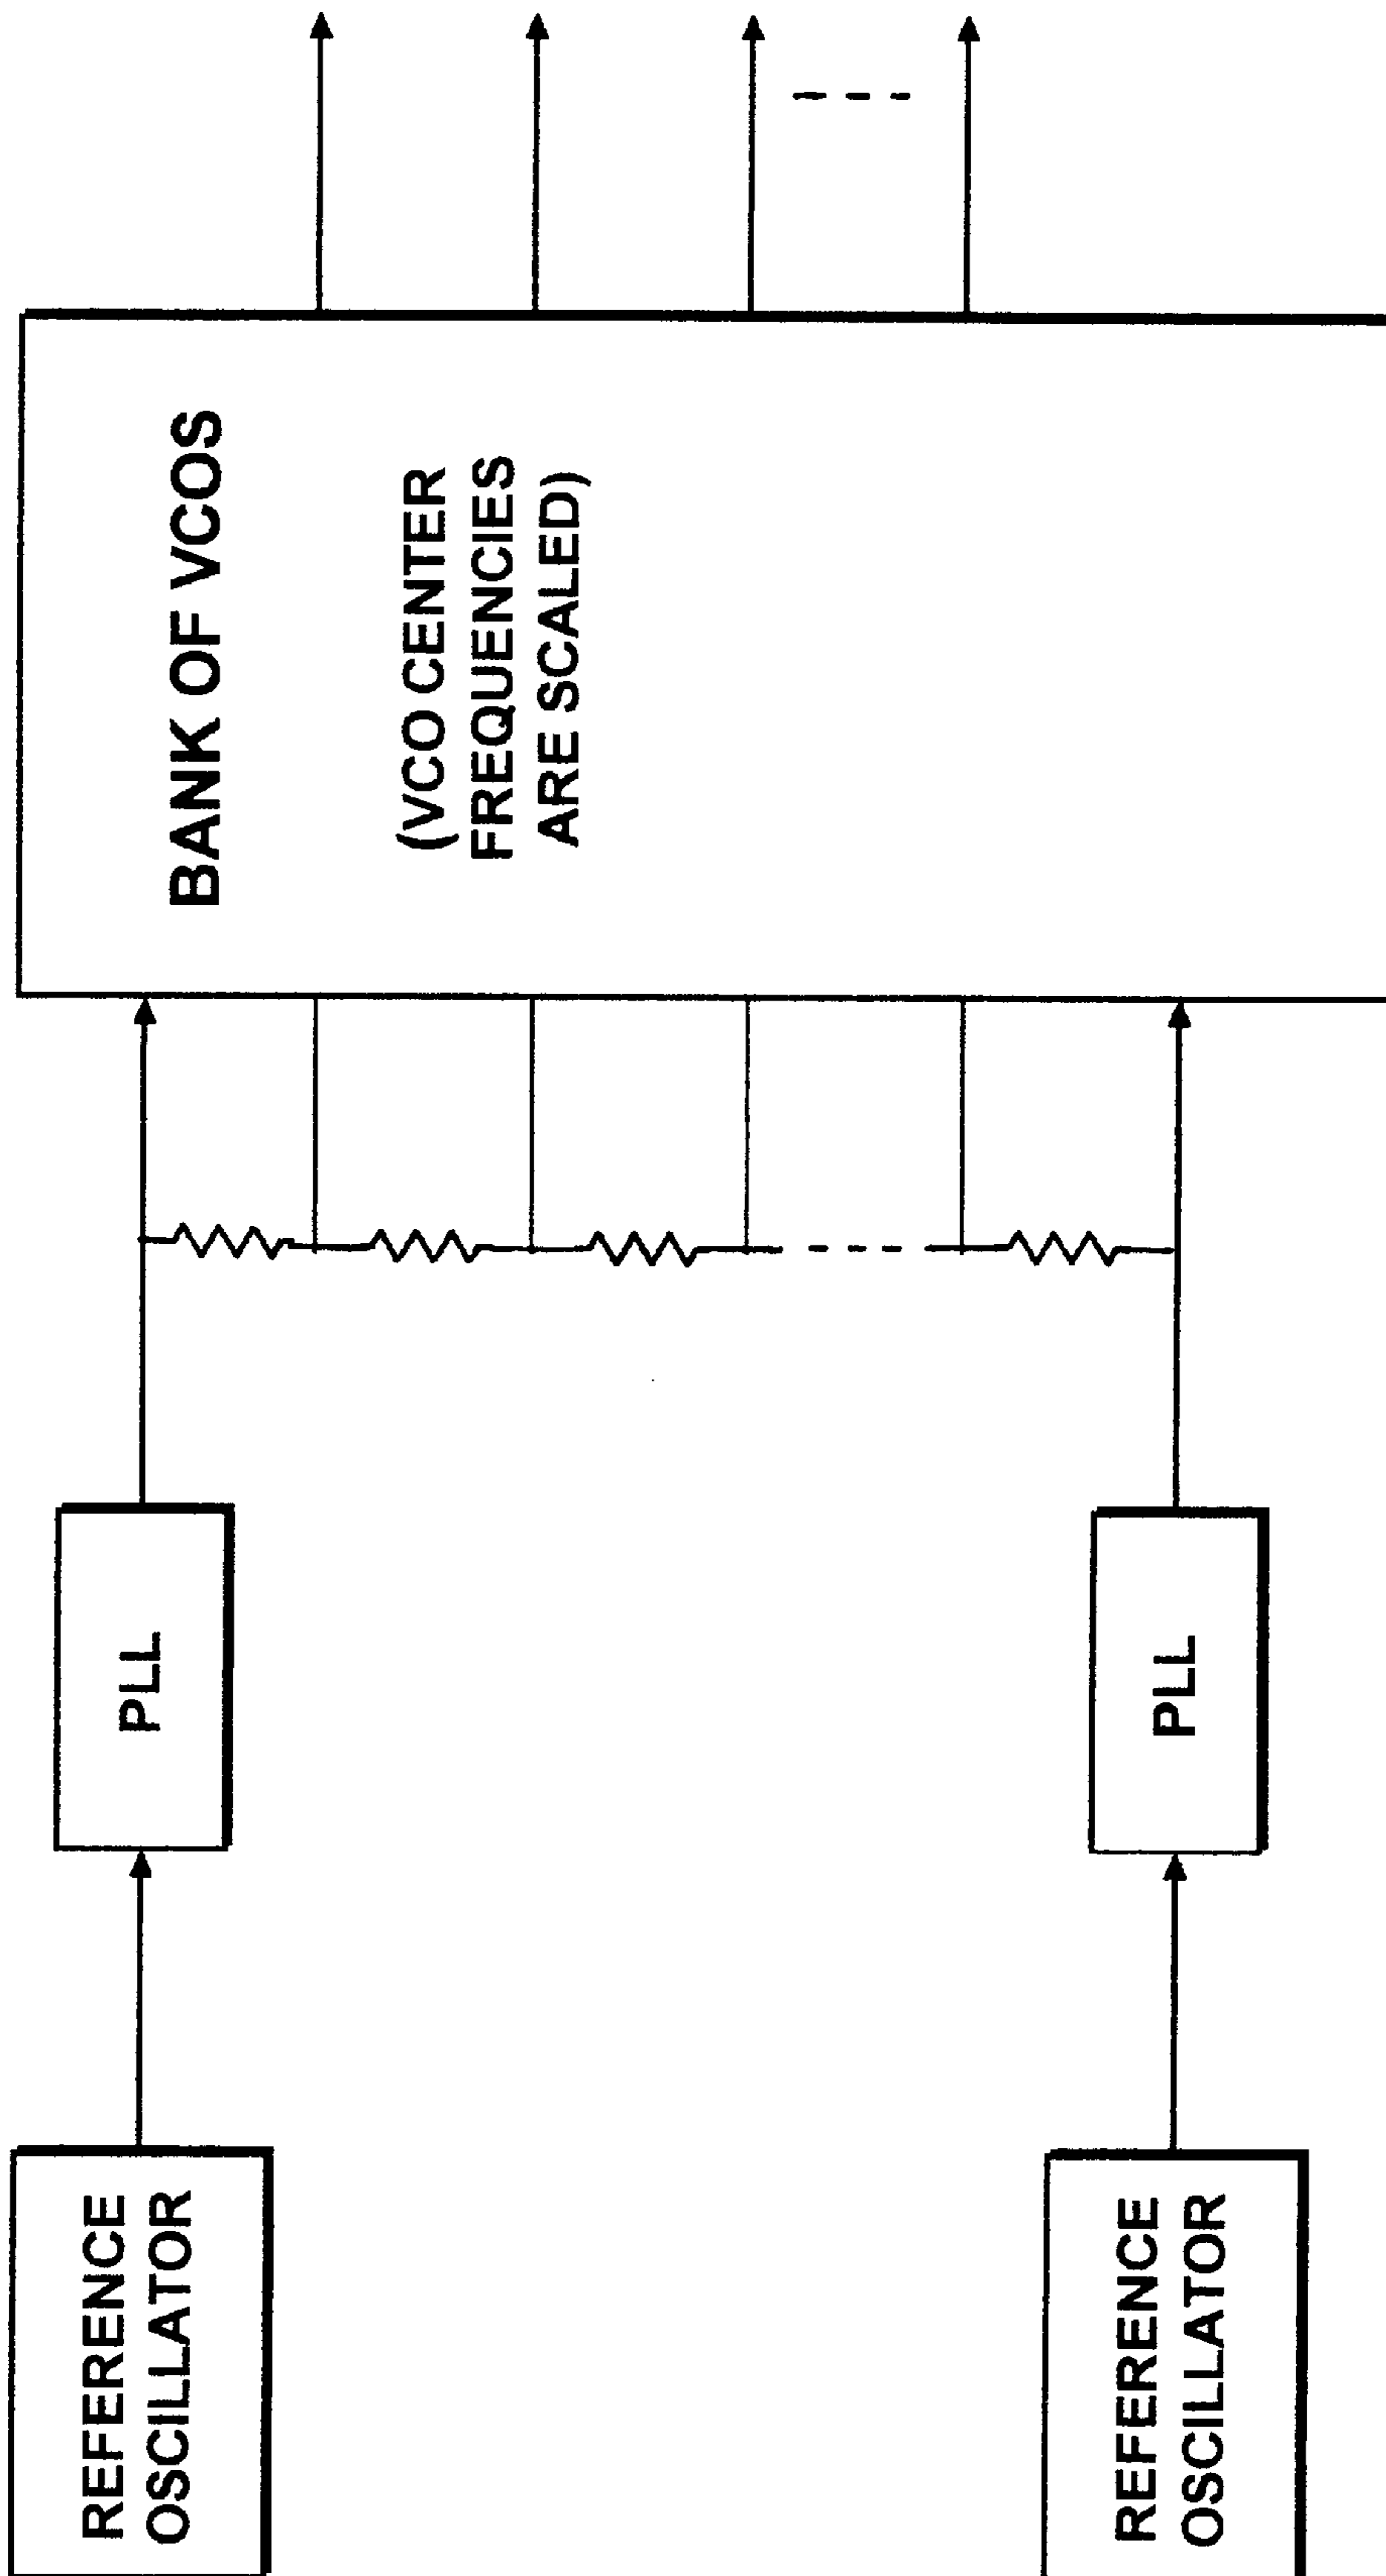 REFERENCE
OSCILLATOR
PLL
BANK OF VCOS
(VCO CENTER
FREQUENCIES
ARE SCALED)
REFERENCE
OSCILLATOR
PLL